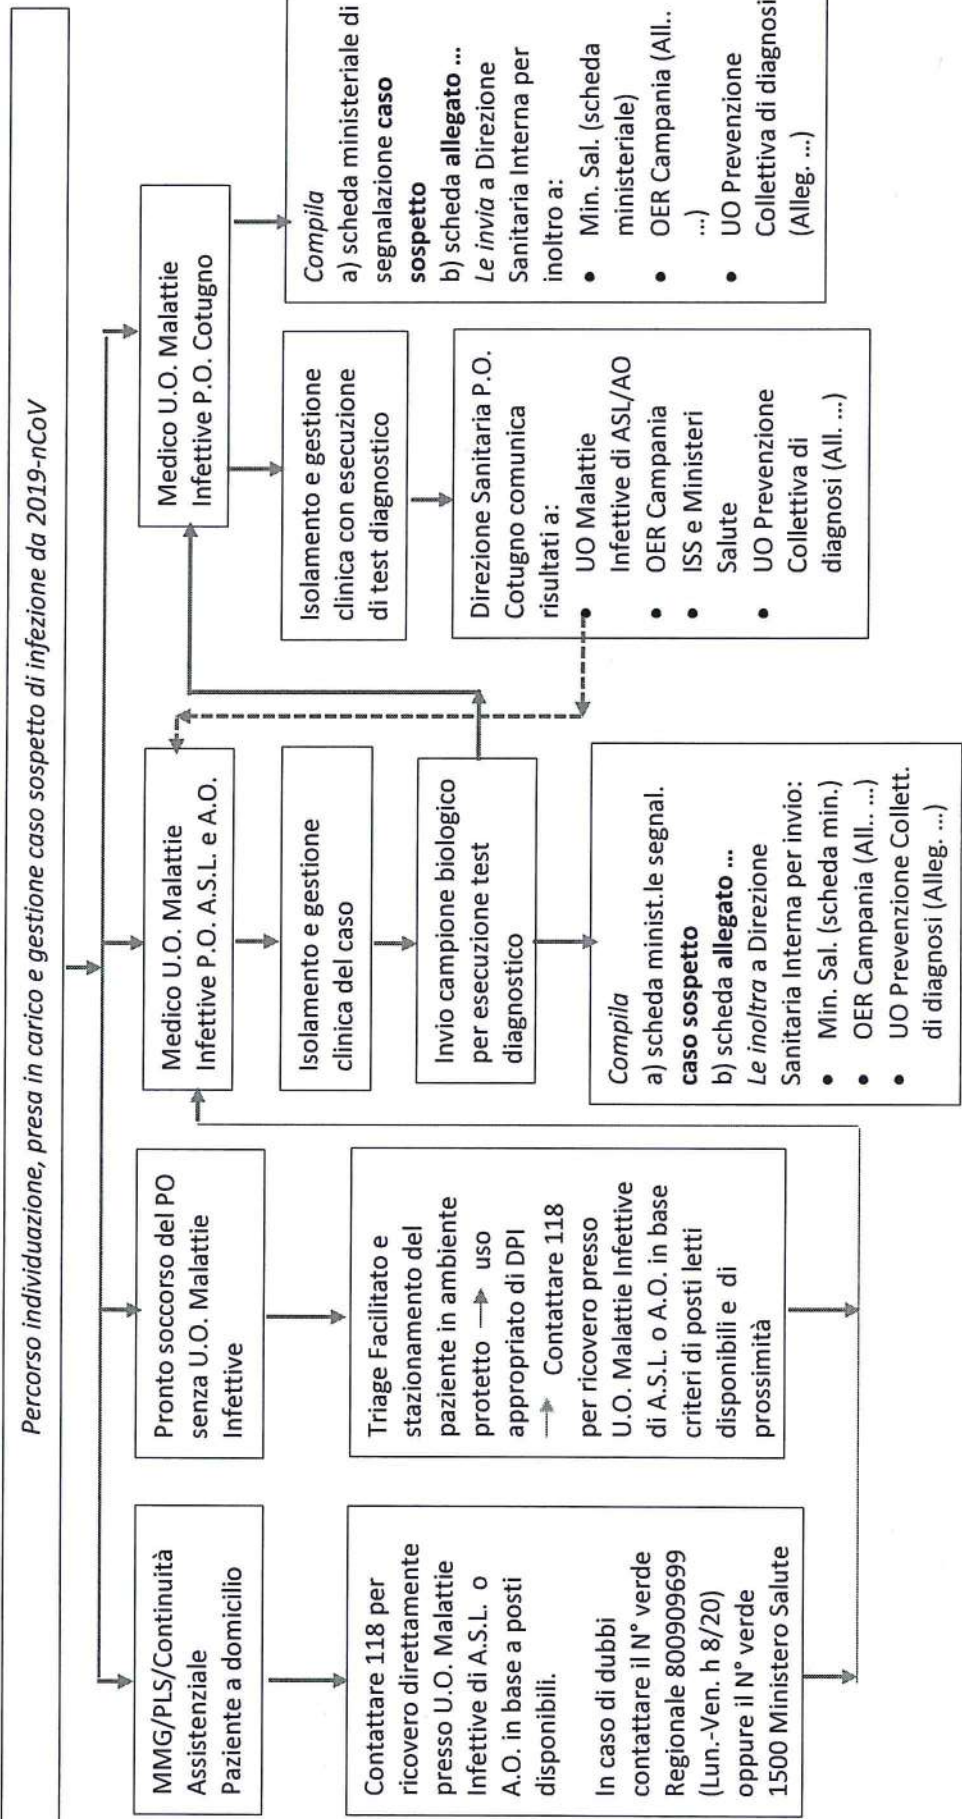 Percorso individuazione, presa in carico e gestione caso sospetto di infezione da 2019-nCoV
MMG/PLS/Continuità
Assistenziale
Paziente a domicilio
Contattare 118 per
ricovero direttamente
presso U.O. Malattie
Infettive di A.S.L. o
A.O. in base a posti
disponibili.
In caso di dubbi
contattare il N° verde
Regionale 800909699
(Lun.-Ven. h 8/20)
oppure il N° verde
1500 Ministero Salute
Pronto soccorso del PO
senza U.O. Malattie
Infettive
Triage Facilitato e
stazionamento del
paziente in ambiente
protetto → uso
appropriato di DPI
→ Contattare 118
per ricovero presso
U.O. Malattie Infettive
di A.S.L. o A.O. in base
criteri di posti letti
disponibili e di
prossimità
Medico U.O. Malattie
Infettive P.O. A.S.L. e A.O.
Isolamento e gestione
clinica del caso
Invio campione biologico
per esecuzione test
diagnostico
Compila
a) scheda minist.le segnal.
caso sospetto
b) scheda allegato ...
Le inoltra a Direzione
Sanitaria Interna per invio:
• Min. Sal. (scheda min.)
• OER Campania (All.. ...)
• UO Prevenzione Collett.
di diagnosi (Alleg. ...)
Medico U.O. Malattie
Infettive P.O. Cotugno
Isolamento e gestione
clinica con esecuzione
di test diagnostico
Direzione Sanitaria P.O.
Cotugno comunica
risultati a:
• UO Malattie
Infettive di ASL/AO
• OER Campania
• ISS e Ministeri
Salute
• UO Prevenzione
Collettiva di
diagnosi (All. ...)
Compila
a) scheda ministeriale di
segnalazione caso
sospetto
b) scheda allegato ...
Le invia a Direzione
Sanitaria Interna per
inoltro a:
• Min. Sal. (scheda
ministeriale)
• OER Campania (All..
...)
• UO Prevenzione
Collettiva di diagnosi
(Alleg. ...)